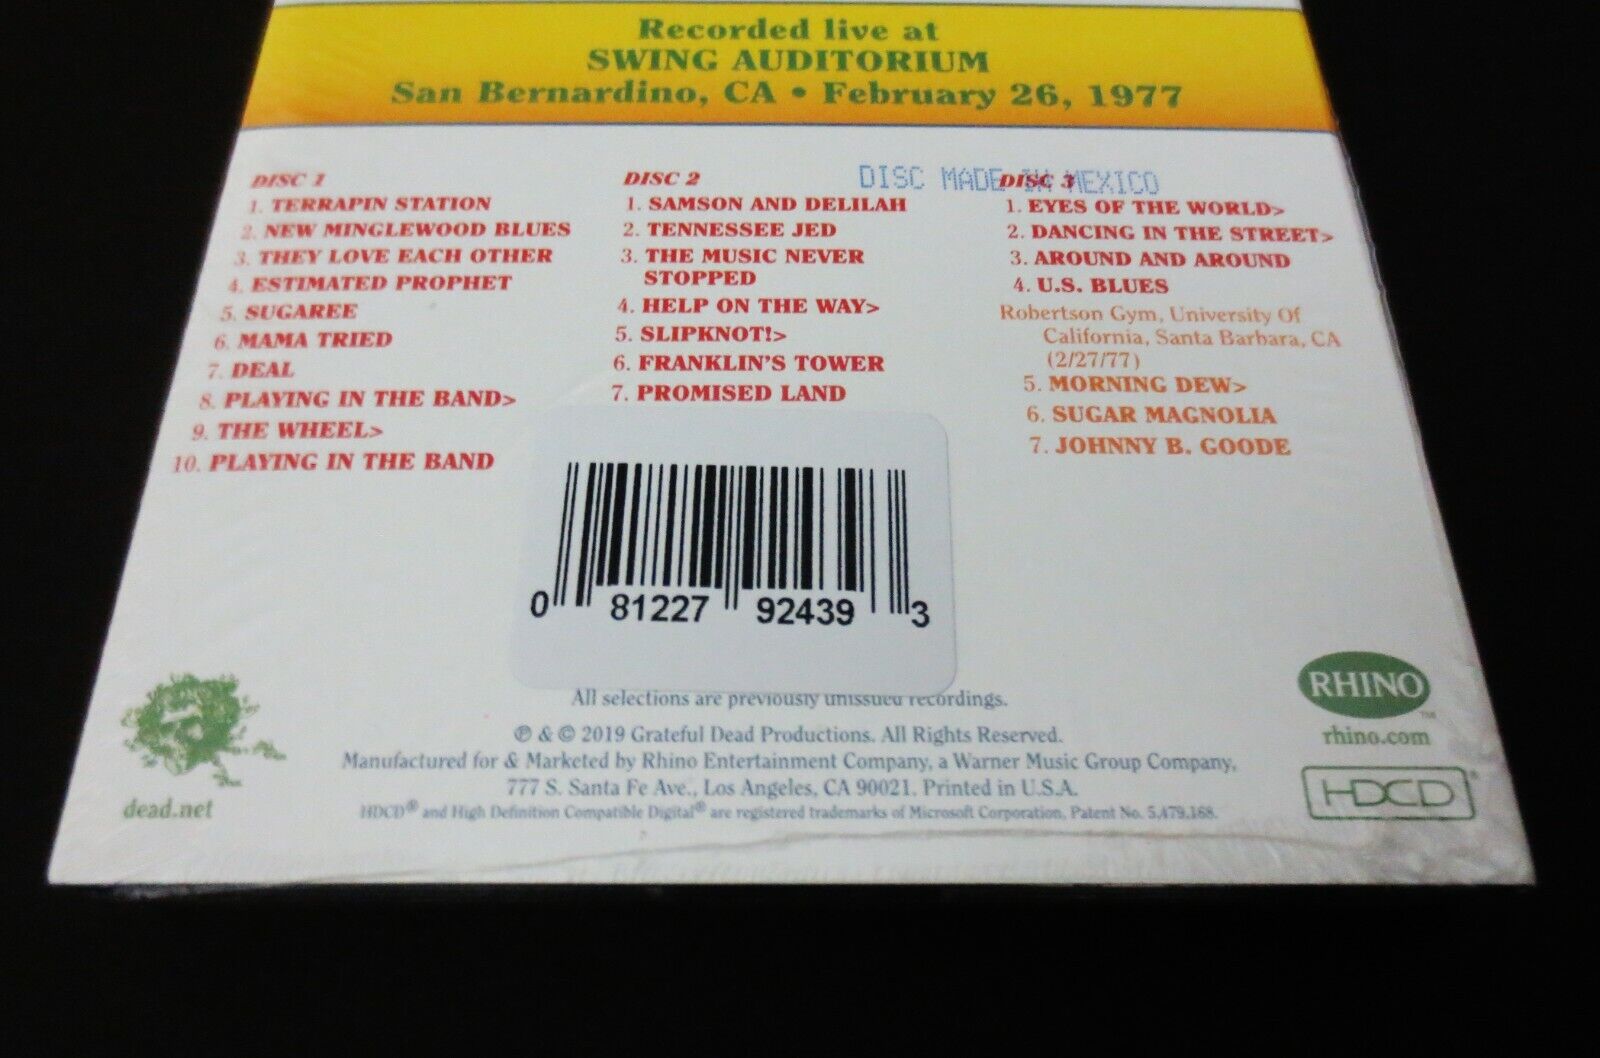 Recorded live at
SWING AUDITORIUM
San Bernardino, CA • February 26, 1977
DISC MADE IN MEXICO
DISC 1
1. TERRAPIN STATION
2. NEW MINGLEWOOD BLUES
3. THEY LOVE EACH OTHER
4. ESTIMATED PROPHET
5. SUGAREE
6. MAMA TRIED
7. DEAL
8. PLAYING IN THE BAND>
9. THE WHEEL>
10. PLAYING IN THE BAND
DISC 2
1. SAMSON AND DELILAH
2. TENNESSEE JED
3. THE MUSIC NEVER
STOPPED
4. HELP ON THE WAY>
5. SLIPKNOT!>
6. FRANKLIN'S TOWER
7. PROMISED LAND
DISC 3
1. EYES OF THE WORLD>
2. DANCING IN THE STREET>
3. AROUND AND AROUND
4. U.S. BLUES
Robertson Gym, University Of
California, Santa Barbara, CA
(2/27/77)
5. MORNING DEW>
6. SUGAR MAGNOLIA
7. JOHNNY B. GOODE
0 81227 92439 3
All selections are previously unissued recordings.
℗ & © 2019 Grateful Dead Productions. All Rights Reserved.
Manufactured for & Marketed by Rhino Entertainment Company, a Warner Music Group Company,
777 S. Santa Fe Ave., Los Angeles, CA 90021. Printed in U.S.A.
HDCD® and High Definition Compatible Digital® are registered trademarks of Microsoft Corporation, Patent No. 5,479,168.
dead.net
RHINO™
rhino.com
HDCD®